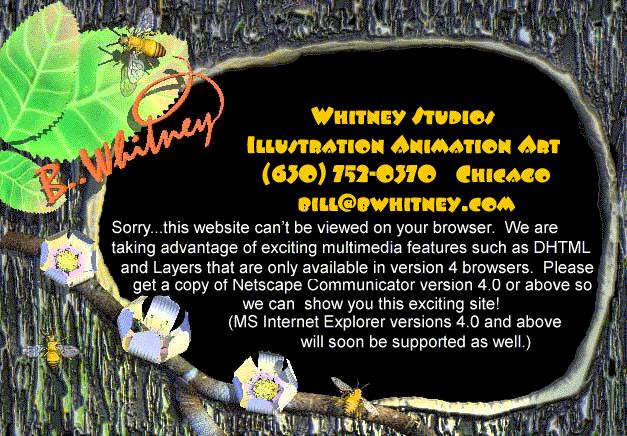 B..Whitney
Whitney Studios
Illustration Animation Art
(630) 752-0370 Chicago
bill@bwhitney.com
Sorry...this website can't be viewed on your browser. We are
taking advantage of exciting multimedia features such as DHTML
and Layers that are only available in version 4 browsers. Please
get a copy of Netscape Communicator version 4.0 or above so
we can show you this exciting site!
(MS Internet Explorer versions 4.0 and above
will soon be supported as well.)